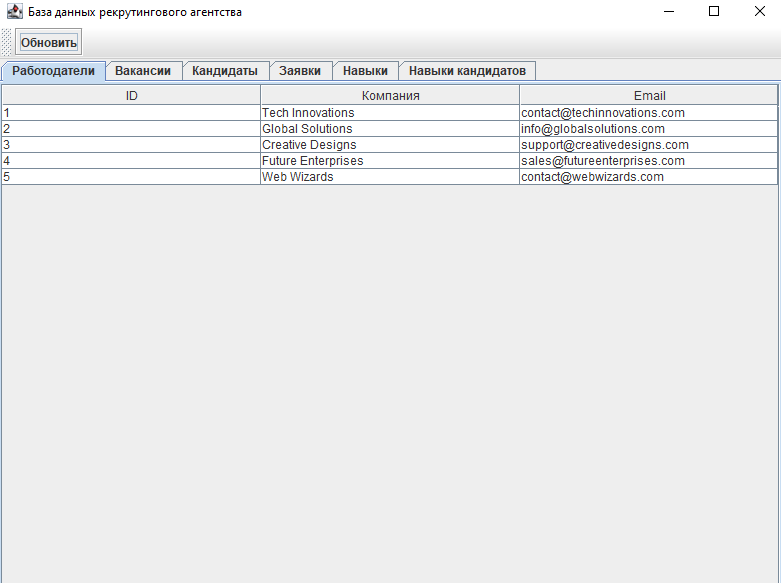 База данных рекрутингового агентства
Обновить
Работодатели Вакансии Кандидаты Заявки Навыки Навыки кандидатов
ID Компания Email
1 Tech Innovations contact@techinnovations.com
2 Global Solutions info@globalsolutions.com
3 Creative Designs support@creativedesigns.com
4 Future Enterprises sales@futureenterprises.com
5 Web Wizards contact@webwizards.com